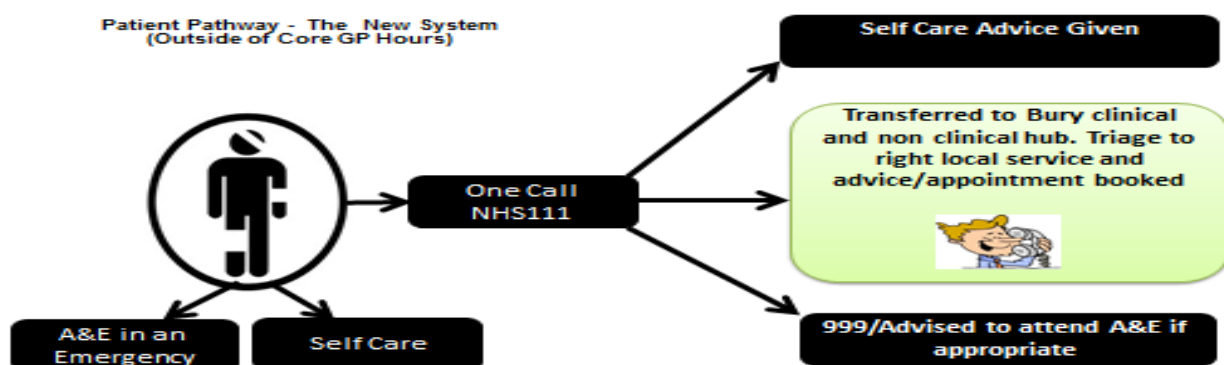 Patient Pathway - The New System
(Outside of Core GP Hours)
Self Care Advice Given
Transferred to Bury clinical
and non clinical hub. Triage to
right local service and
advice/appointment booked
One Call
NHS111
A&E in an
Emergency
Self Care
999/Advised to attend A&E if
appropriate